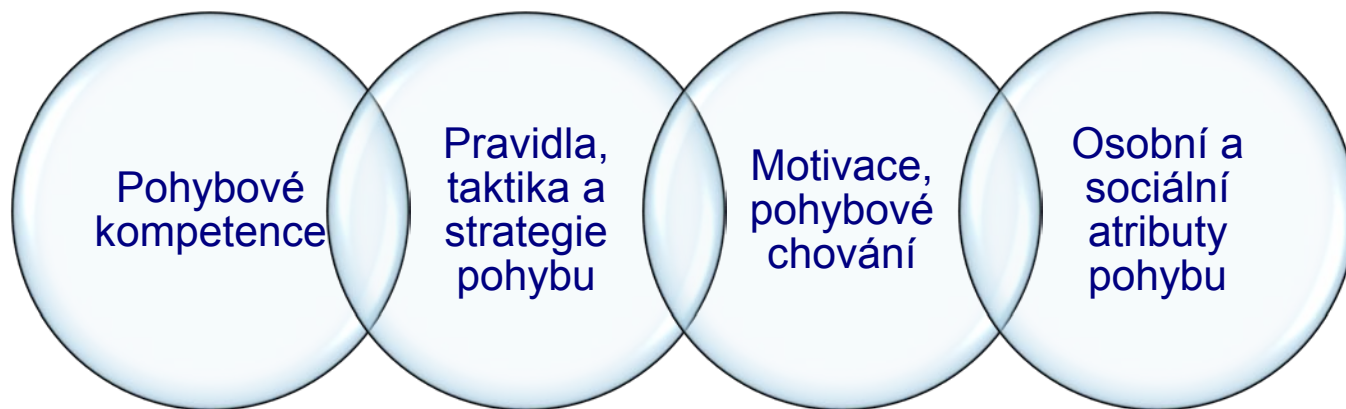 Pohybové
kompetence
Pravidla,
taktika a
strategie
pohybu
Motivace,
pohybové
chování
Osobní a
sociální
atributy
pohybu